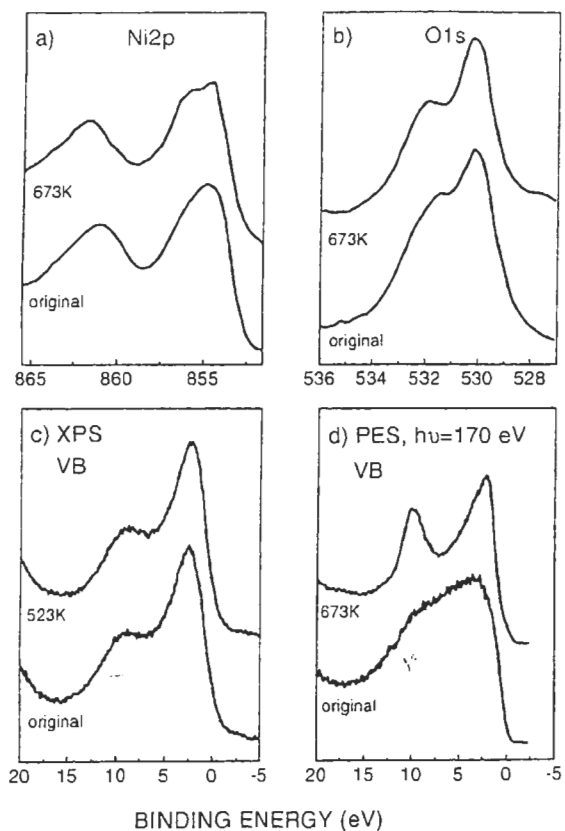 a) Ni2p
673K
original
865 860 855
b) O1s
673K
original
536 534 532 530 528
c) XPS
VB
523K
original
20 15 10 5 0 -5
d) PES, hυ=170 eV
VB
673K
original
20 15 10 5 0 -5
BINDING ENERGY (eV)